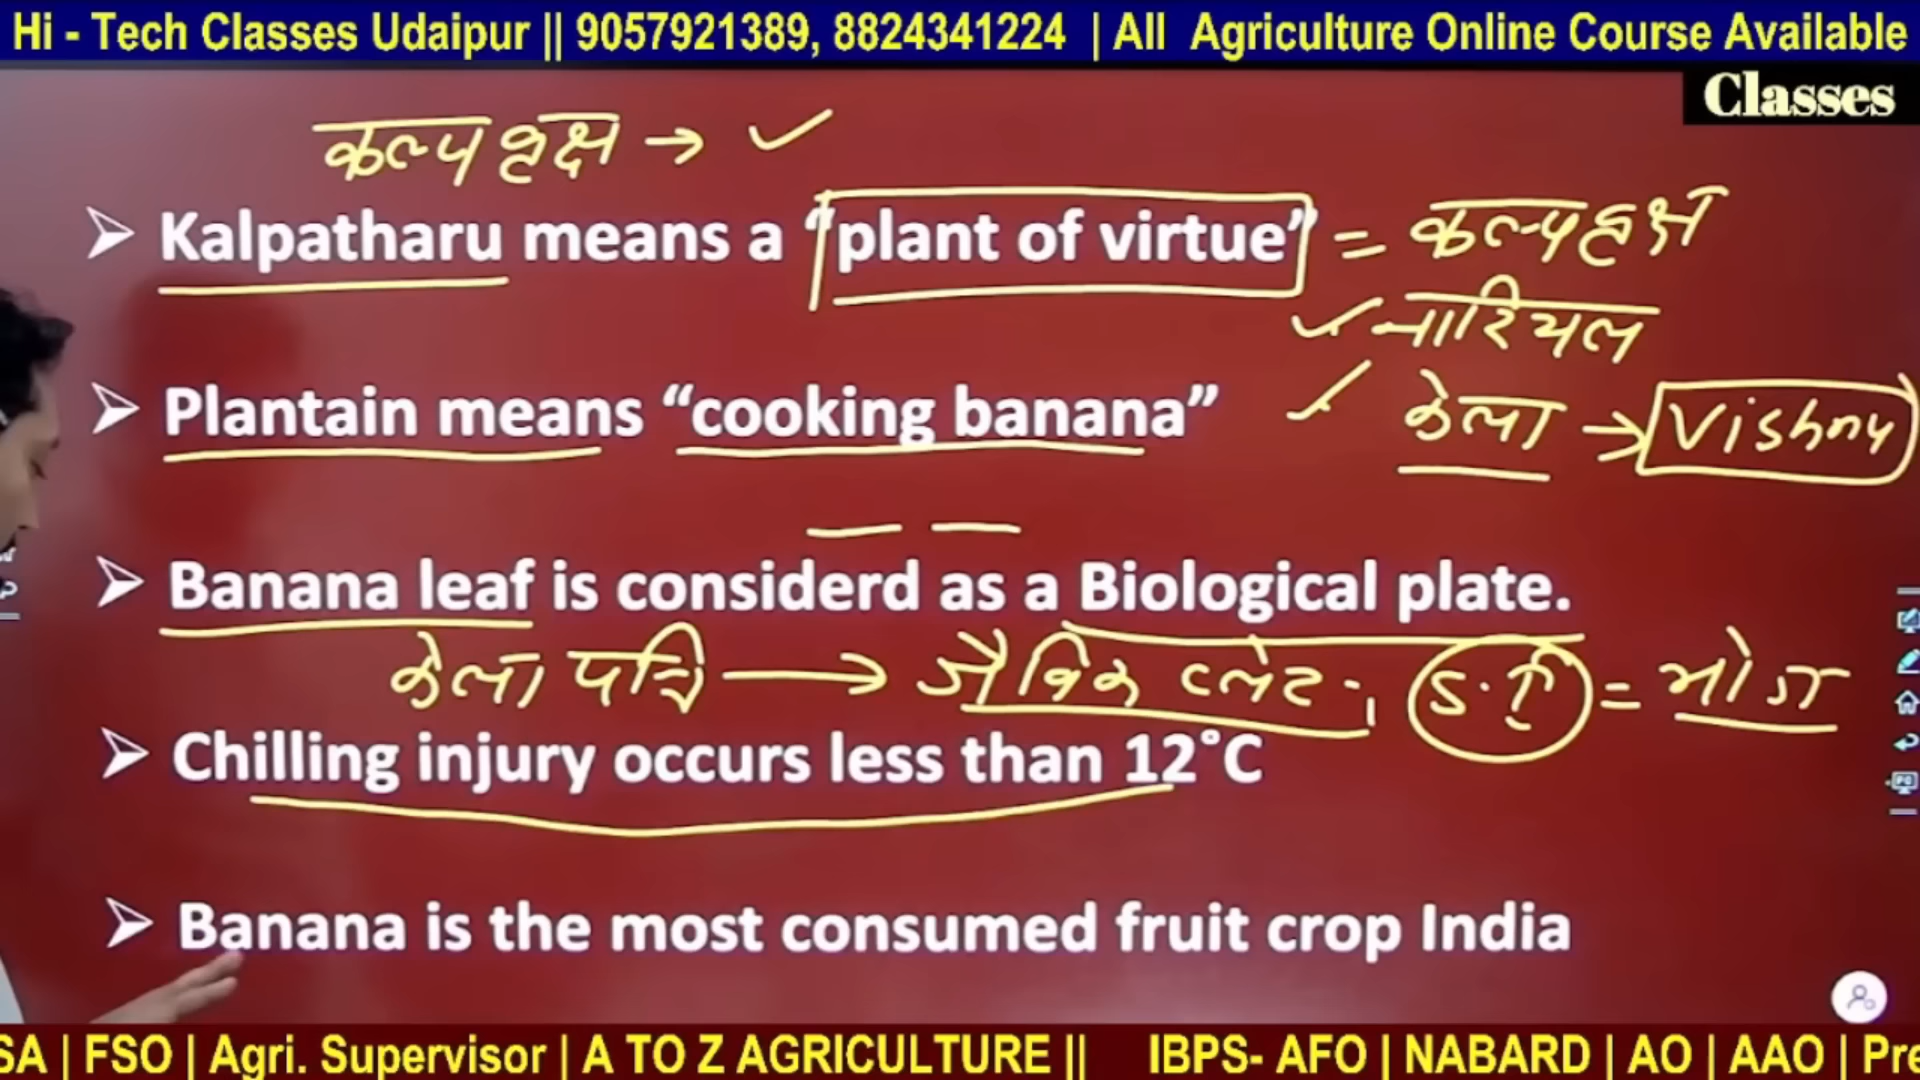 Hi - Tech Classes Udaipur || 9057921389, 8824341224 | All Agriculture Online Course Available
Classes
कल्पवृक्ष → ✓
➢ Kalpatharu means a “plant of virtue” = कल्पवृक्ष
✓ नारियल
➢ Plantain means “cooking banana” ✓ केला → Vishnu
➢ Banana leaf is considerd as a Biological plate.
केला पत्ति → जैविक प्लेट
➢ Chilling injury occurs less than 12°C
➢ Banana is the most consumed fruit crop India
SA | FSO | Agri. Supervisor | A TO Z AGRICULTURE || IBPS- AFO | NABARD | AO | AAO | Pre